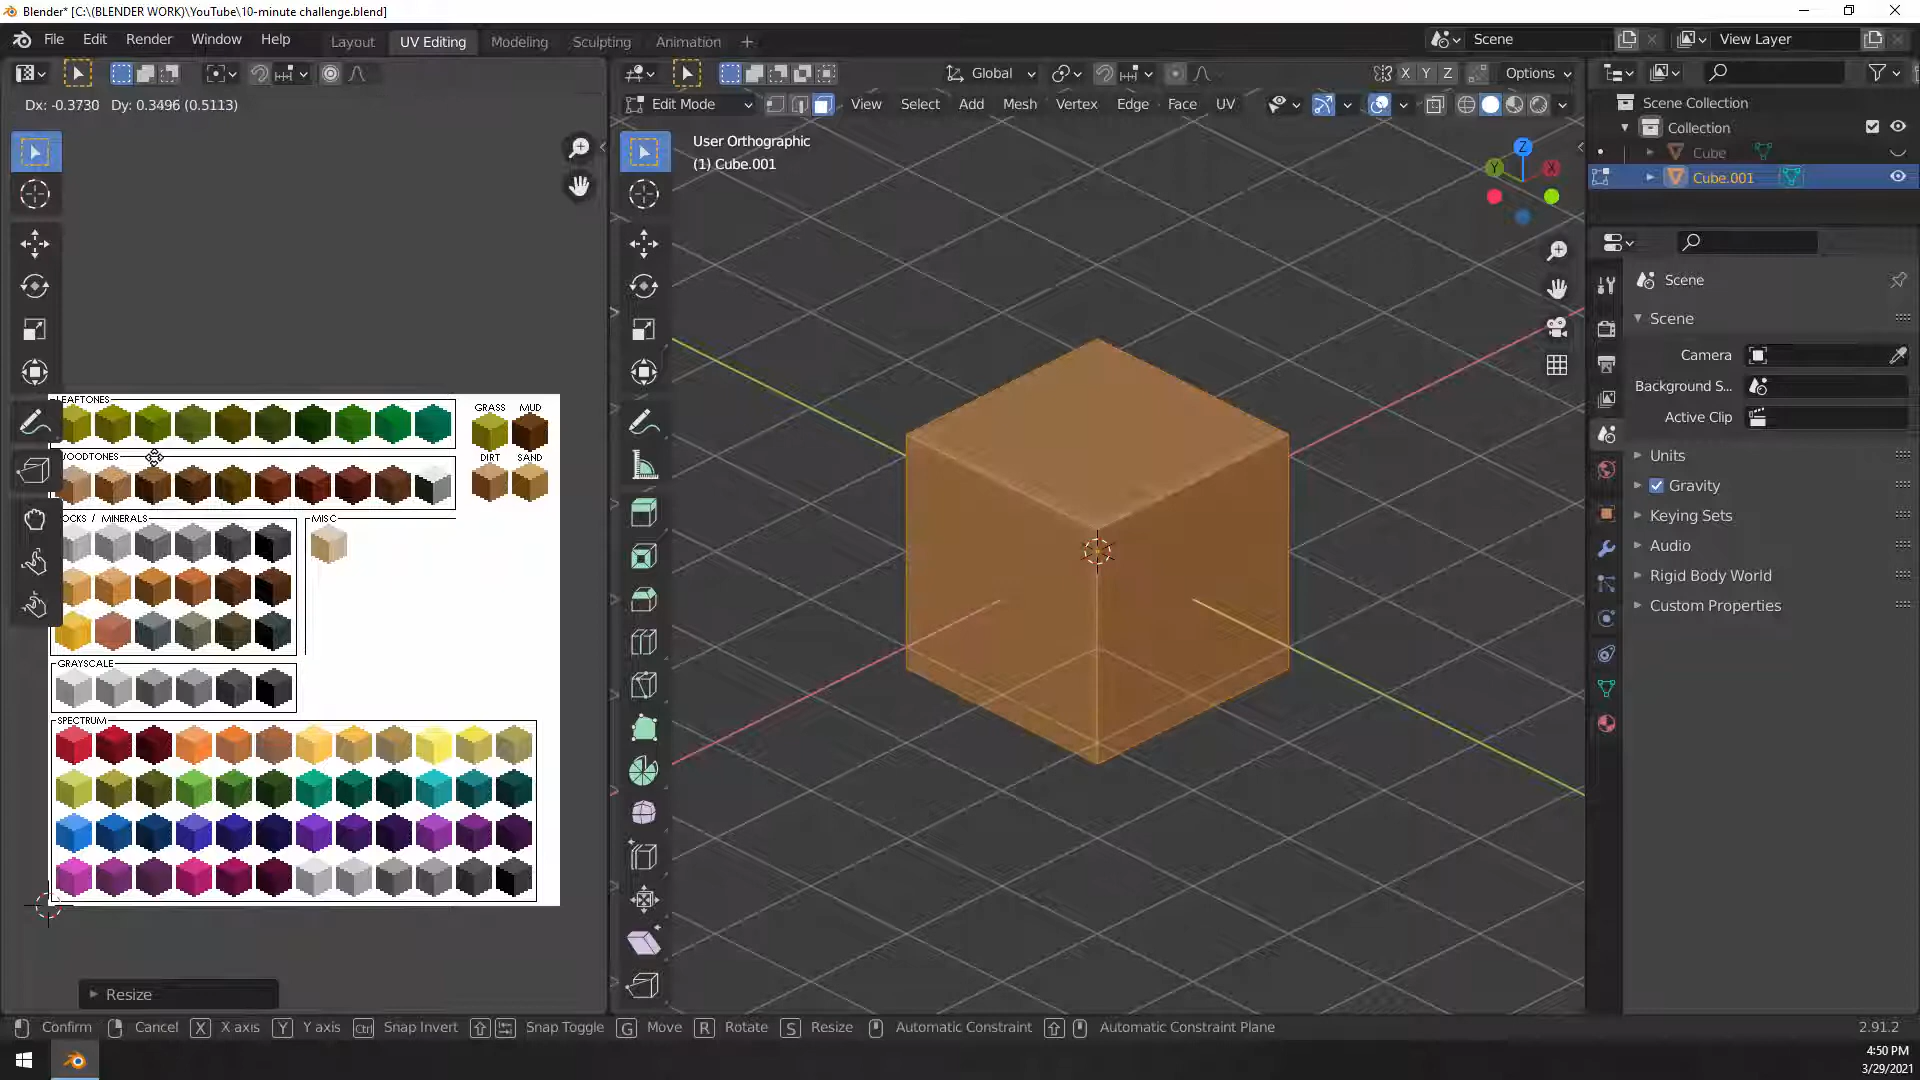 Blender* [C:\(BLENDER WORK)\YouTube\10-minute challenge.blend]
File Edit Render Window Help Layout UV Editing Modeling Sculpting Animation + Scene View Layer
Global X Y Z Options
Dx: -0.3730 Dy: 0.3496 (0.5113)
Edit Mode View Select Add Mesh Vertex Edge Face UV
Scene Collection
Collection
Cube
Cube.001
User Orthographic
(1) Cube.001
Z
Y
X
Scene
Scene
Camera
Background S...
Active Clip
Units
Gravity
Keying Sets
Audio
Rigid Body World
Custom Properties
LEAFTONES
GRASS MUD
WOODTONES
DIRT SAND
OCKS / MINERALS
MISC
GRAYSCALE
SPECTRUM
Resize
Confirm Cancel X X axis Y Y axis Ctrl Snap Invert Snap Toggle G Move R Rotate S Resize Automatic Constraint Automatic Constraint Plane 2.91.2
4:50 PM
3/29/2021